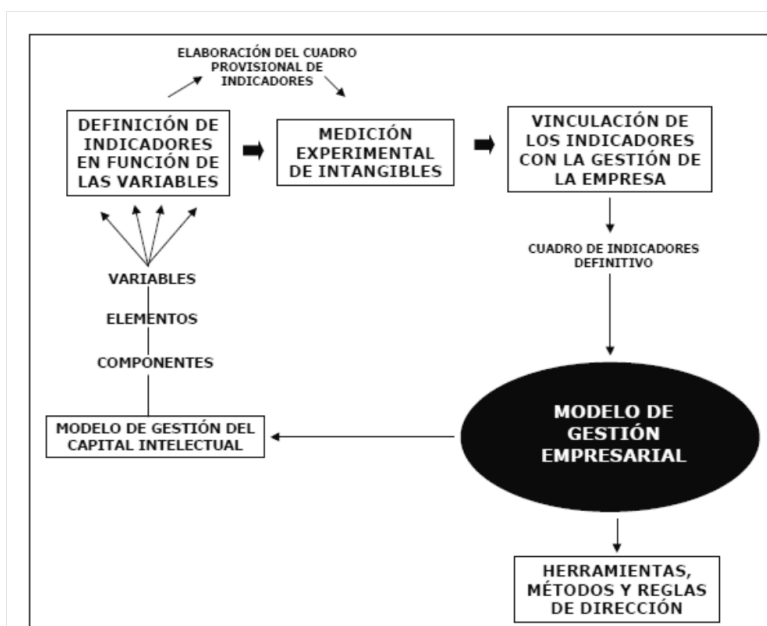 ELABORACIÓN DEL CUADRO
PROVISIONAL DE
INDICADORES
DEFINICIÓN DE
INDICADORES
EN FUNCIÓN DE
LAS VARIABLES
MEDICIÓN
EXPERIMENTAL
DE INTANGIBLES
VINCULACIÓN DE
LOS INDICADORES
CON LA GESTIÓN DE
LA EMPRESA
CUADRO DE INDICADORES
DEFINITIVO
VARIABLES
ELEMENTOS
COMPONENTES
MODELO DE GESTIÓN DEL
CAPITAL INTELECTUAL
MODELO DE
GESTIÓN
EMPRESARIAL
HERRAMIENTAS,
MÉTODOS Y REGLAS
DE DIRECCIÓN